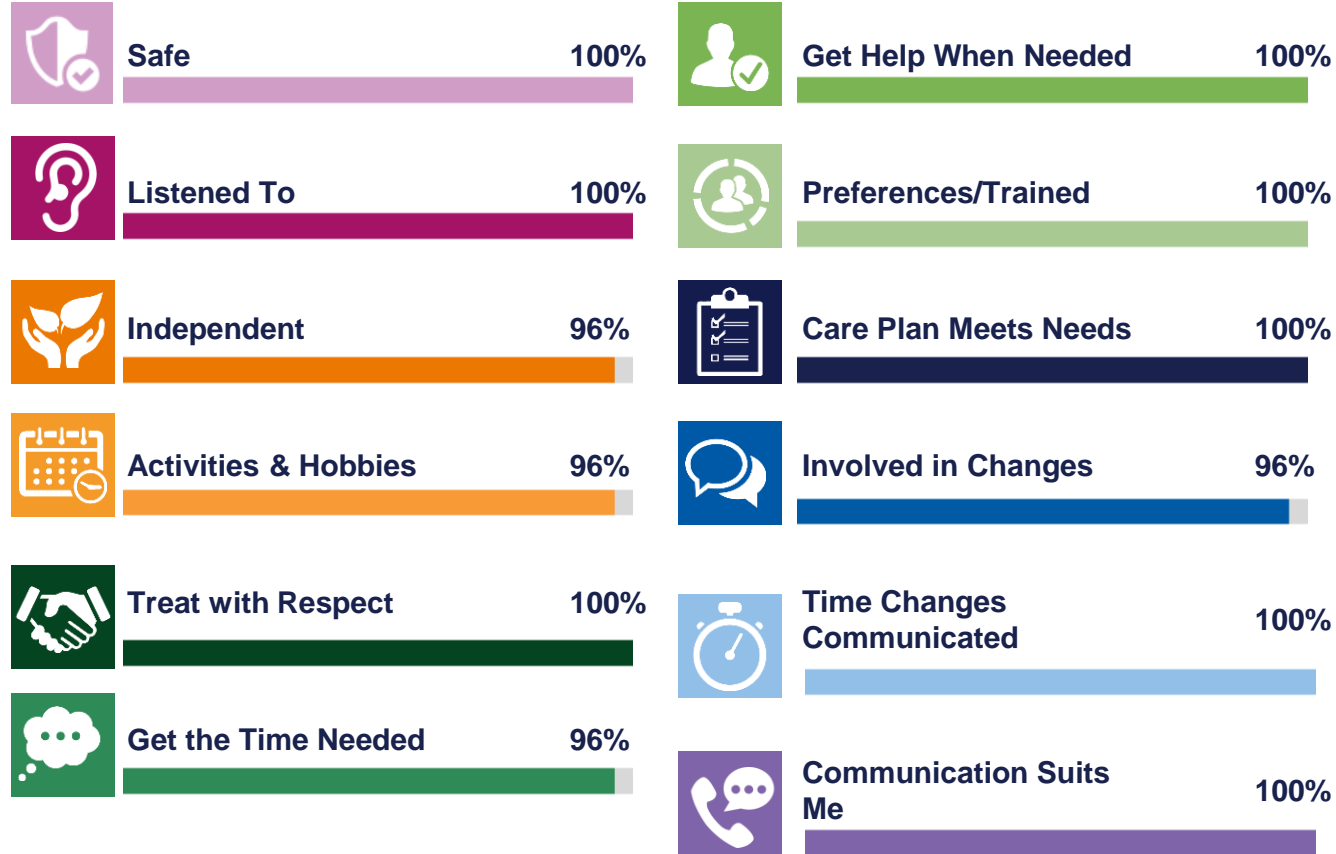 Safe 100%
Listened To 100%
Independent 96%
Activities & Hobbies 96%
Treat with Respect 100%
Get the Time Needed 96%
Get Help When Needed 100%
Preferences/Trained 100%
Care Plan Meets Needs 100%
Involved in Changes 96%
Time Changes
Communicated 100%
Communication Suits
Me 100%